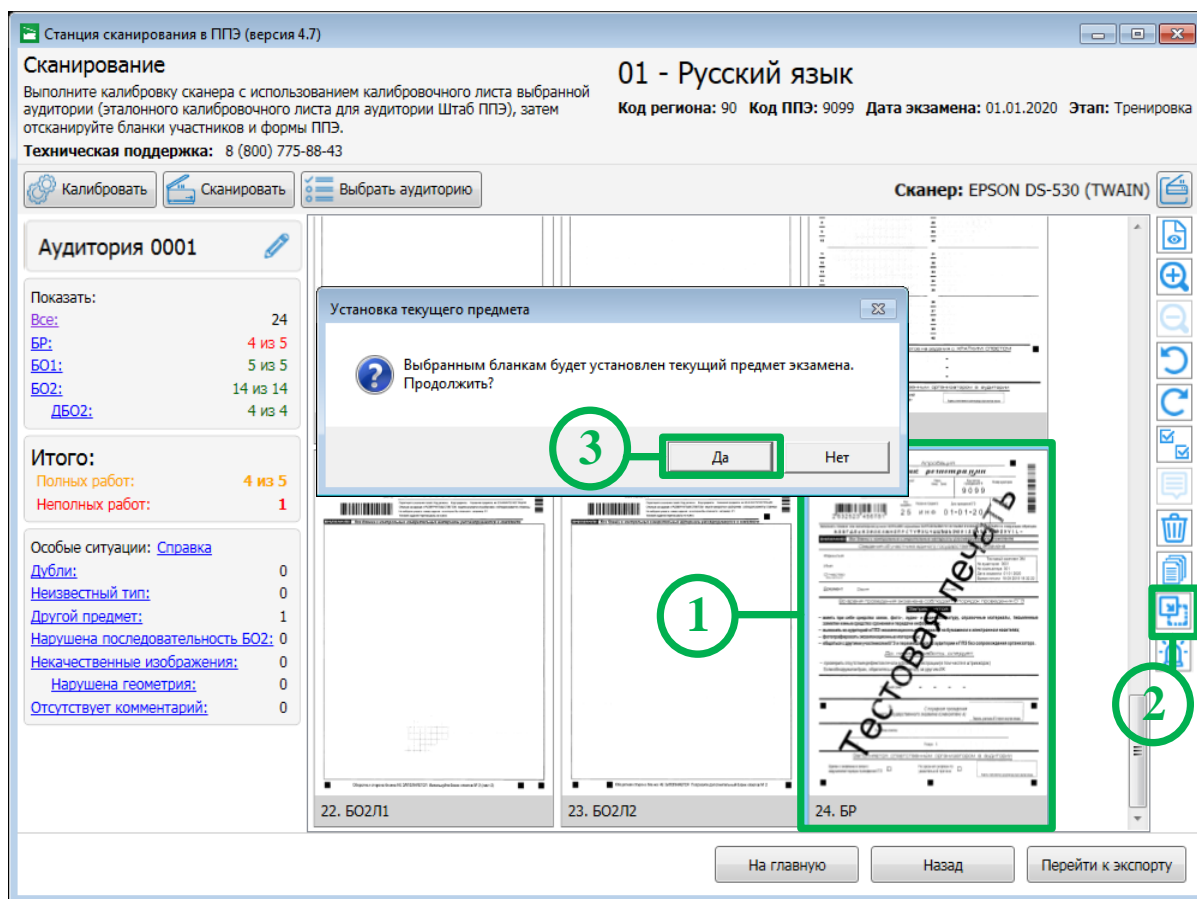 Станция сканирования в ППЭ (версия 4.7)
Сканирование
Выполните калибровку сканера с использованием калибровочного листа выбранной
аудитории (эталонного калибровочного листа для аудитории Штаб ППЭ), затем
отсканируйте бланки участников и формы ППЭ.
Техническая поддержка: 8 (800) 775-88-43
01 - Русский язык
Код региона: 90 Код ППЭ: 9099 Дата экзамена: 01.01.2020 Этап: Тренировка
Калибровать
Сканировать
Выбрать аудиторию
Сканер: EPSON DS-530 (TWAIN)
Аудитория 0001
Показать:
Все: 24
БР: 4 из 5
БО1: 5 из 5
БО2: 14 из 14
ДБО2: 4 из 4
Итого:
Полных работ: 4 из 5
Неполных работ: 1
Особые ситуации: Справка
Дубли: 0
Неизвестный тип: 0
Другой предмет: 1
Нарушена последовательность БО2: 0
Некачественные изображения: 0
Нарушена геометрия: 0
Отсутствует комментарий: 0
Установка текущего предмета
Выбранным бланкам будет установлен текущий предмет экзамена.
Продолжить?
3
Да
Нет
1
2
регистрации
9099
25 ИНФ 01-01-20
Тестовая печать
22. БО2Л1
23. БО2Л2
24. БР
На главную
Назад
Перейти к экспорту